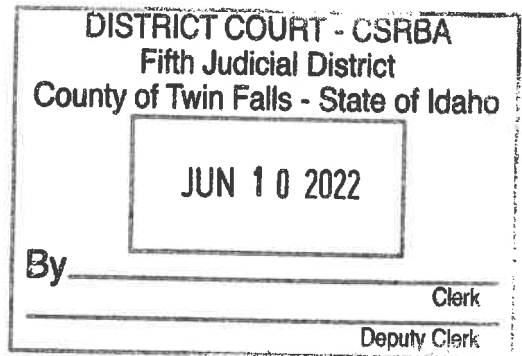 DISTRICT COURT - CSRBA
Fifth Judicial District
County of Twin Falls - State of Idaho
JUN 10 2022
By
Clerk
Deputy Clerk